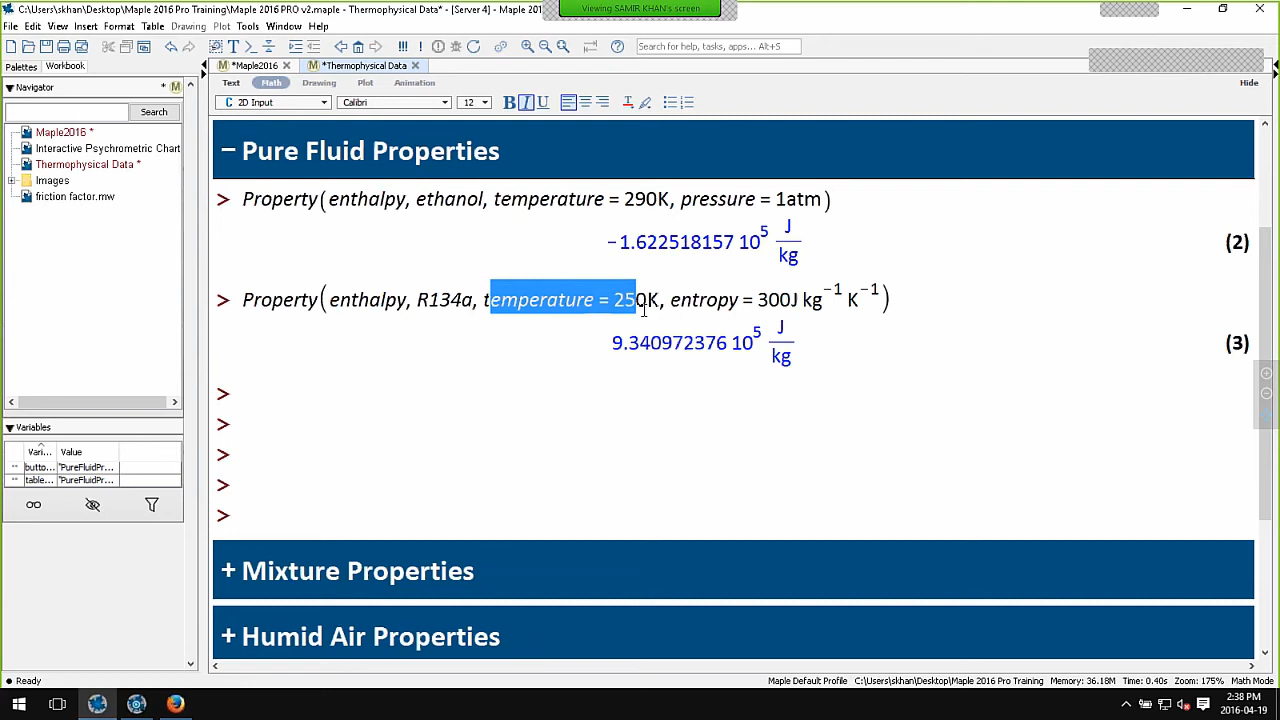 C:\Users\skhan\Desktop\Maple 2016 Pro Training\Maple 2016 PRO v2.maple - Thermophysical Data* - [Server 4] - Maple 201
Viewing SAMIR KHAN's screen
File Edit View Insert Format Table Drawing Plot Tools Window Help
Search for help, tasks, apps... Alt+S
Palettes Workbook
*Maple2016
*Thermophysical Data
Navigator
Text Math Drawing Plot Animation Hide
2D Input Calibri 12 B I U
Search
Maple2016 *
Interactive Psychrometric Chart
Thermophysical Data *
Images
friction factor.mw
− Pure Fluid Properties
> Property(enthalpy, ethanol, temperature = 290K, pressure = 1atm)
−1.622518157 10^5 J/kg (2)
> Property(enthalpy, R134a, temperature = 250K, entropy = 300J kg^−1 K^−1)
9.340972376 10^5 J/kg (3)
>
>
>
>
>
Variables
Vari... Value
butto... "PureFluidPr...
table... "PureFluidPr...
+ Mixture Properties
+ Humid Air Properties
Ready
Maple Default Profile C:\Users\skhan\Desktop\Maple 2016 Pro Training Memory: 36.18M Time: 0.40s Zoom: 175% Math Mode
2:38 PM
2016-04-19